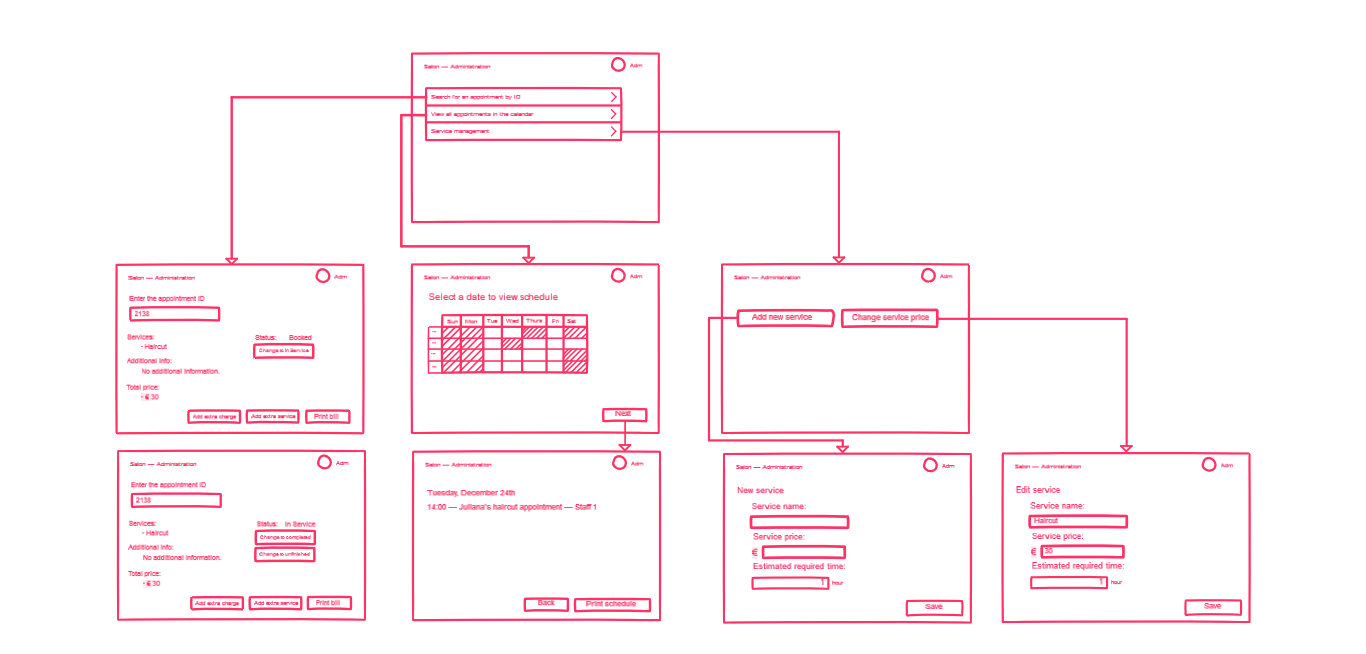 Salon — Administration
Adm
Search for an appointment by ID
View all appointments in the calendar
Service management
Salon — Administration
Adm
Enter the appointment ID
2138
Services:
- Haircut
Status: Booked
Change to In Service
Additional Info:
No additional information.
Total price:
- € 30
Add extra charge
Add extra service
Print bill
Salon — Administration
Adm
Select a date to view schedule
Sun Mon Tue Wed Thurs Fri Sat
Next
Salon — Administration
Adm
Add new service
Change service price
Salon — Administration
Adm
Enter the appointment ID
2138
Services:
- Haircut
Status: In Service
Change to completed
Change to unfinished
Additional Info:
No additional information.
Total price:
- € 30
Add extra charge
Add extra service
Print bill
Salon — Administration
Adm
Tuesday, December 24th
14:00 — Juliana's haircut appointment — Staff 1
Back
Print schedule
Salon — Administration
Adm
New service
Service name:
Service price:
€
Estimated required time:
1 hour
Save
Salon — Administration
Adm
Edit service
Service name:
Haircut
Service price:
€ 30
Estimated required time:
1 hour
Save